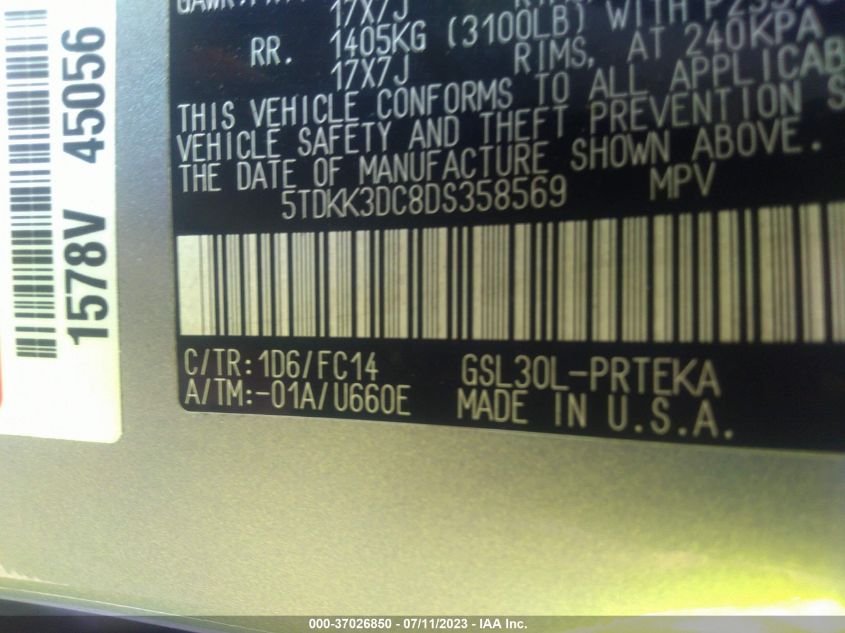 17X7J
RR. 1405KG (3100LB) WITH
17X7J RIMS, AT 240KPA
THIS VEHICLE CONFORMS TO ALL
VEHICLE SAFETY AND THEFT PREVENTION
THE DATE OF MANUFACTURE SHOWN ABOVE.
5TDKK3DC8DS358569 MPV
C/TR:1D6/FC14 GSL30L-PRTEKA
A/TM:-01A/U660E MADE IN U.S.A.
1578V 45056
000-37026850 - 07/11/2023 - IAA Inc.